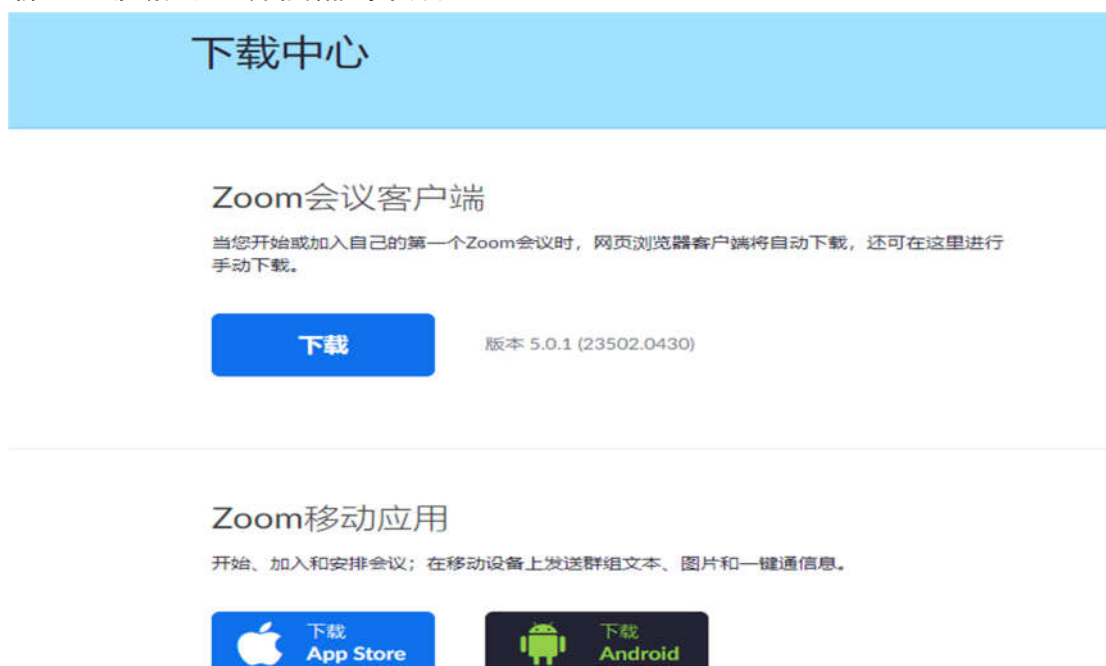 下载中心
Zoom会议客户端
当您开始或加入自己的第一个Zoom会议时，网页浏览器客户端将自动下载，还可在这里进行
手动下载。
下载
版本 5.0.1 (23502.0430)
Zoom移动应用
开始、加入和安排会议；在移动设备上发送群组文本、图片和一键通信息。
下载
App Store
下载
Android